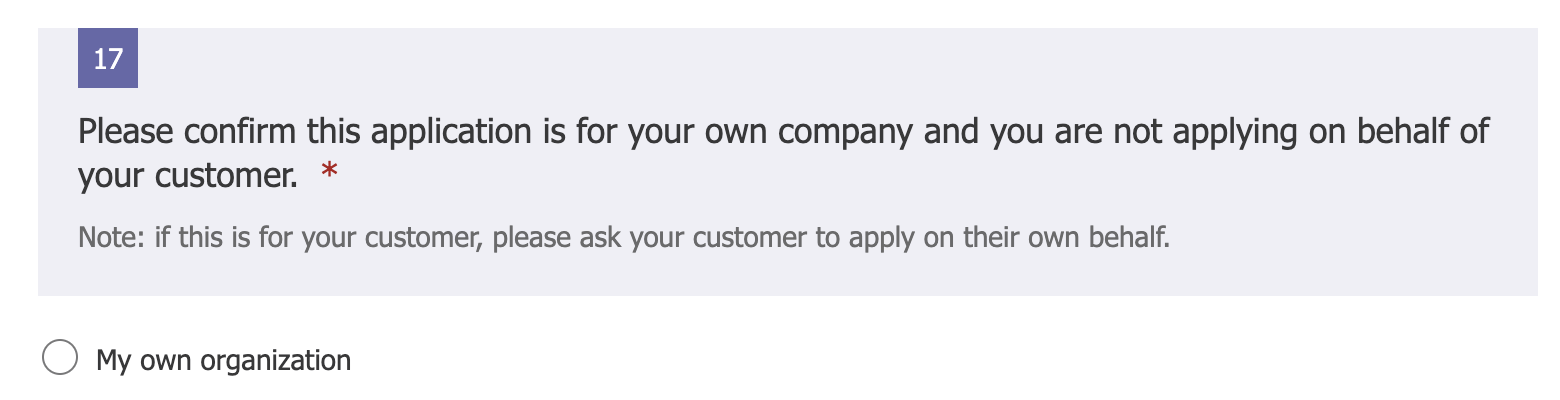 17
Please confirm this application is for your own company and you are not applying on behalf of
your customer. *
Note: if this is for your customer, please ask your customer to apply on their own behalf.
My own organization